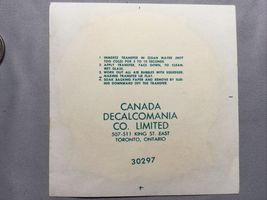 1. IMMERSE TRANSFER IN CLEAN WATER (NOT
TOO COLD) FOR 5 TO 10 SECONDS.
2. APPLY TRANSFER, FACE DOWN, TO CLEAN,
WET GLASS.
3. WORK OUT ALL AIR BUBBLES WITH SQUEEGEE,
MAKING TRANSFER LIE FLAT.
4. SOAK BACKING PAPER AND REMOVE BY SLID-
ING DOWNWARD OFF THE TRANSFER.
CANADA
DECALCOMANIA
CO. LIMITED
507-511 KING ST. EAST
TORONTO, ONTARIO
30297